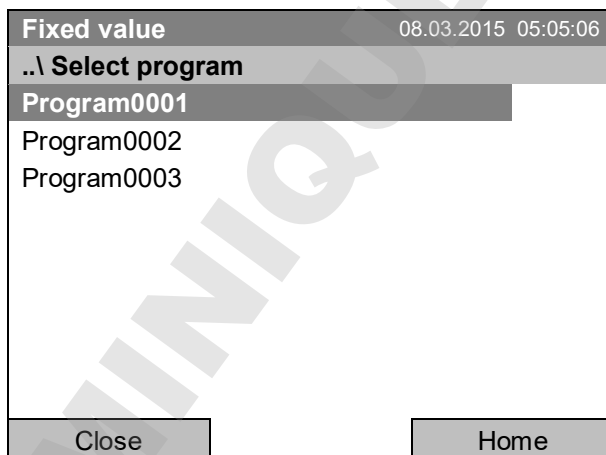 Fixed value 08.03.2015 05:05:06
..\ Select program
Program0001
Program0002
Program0003
Close Home